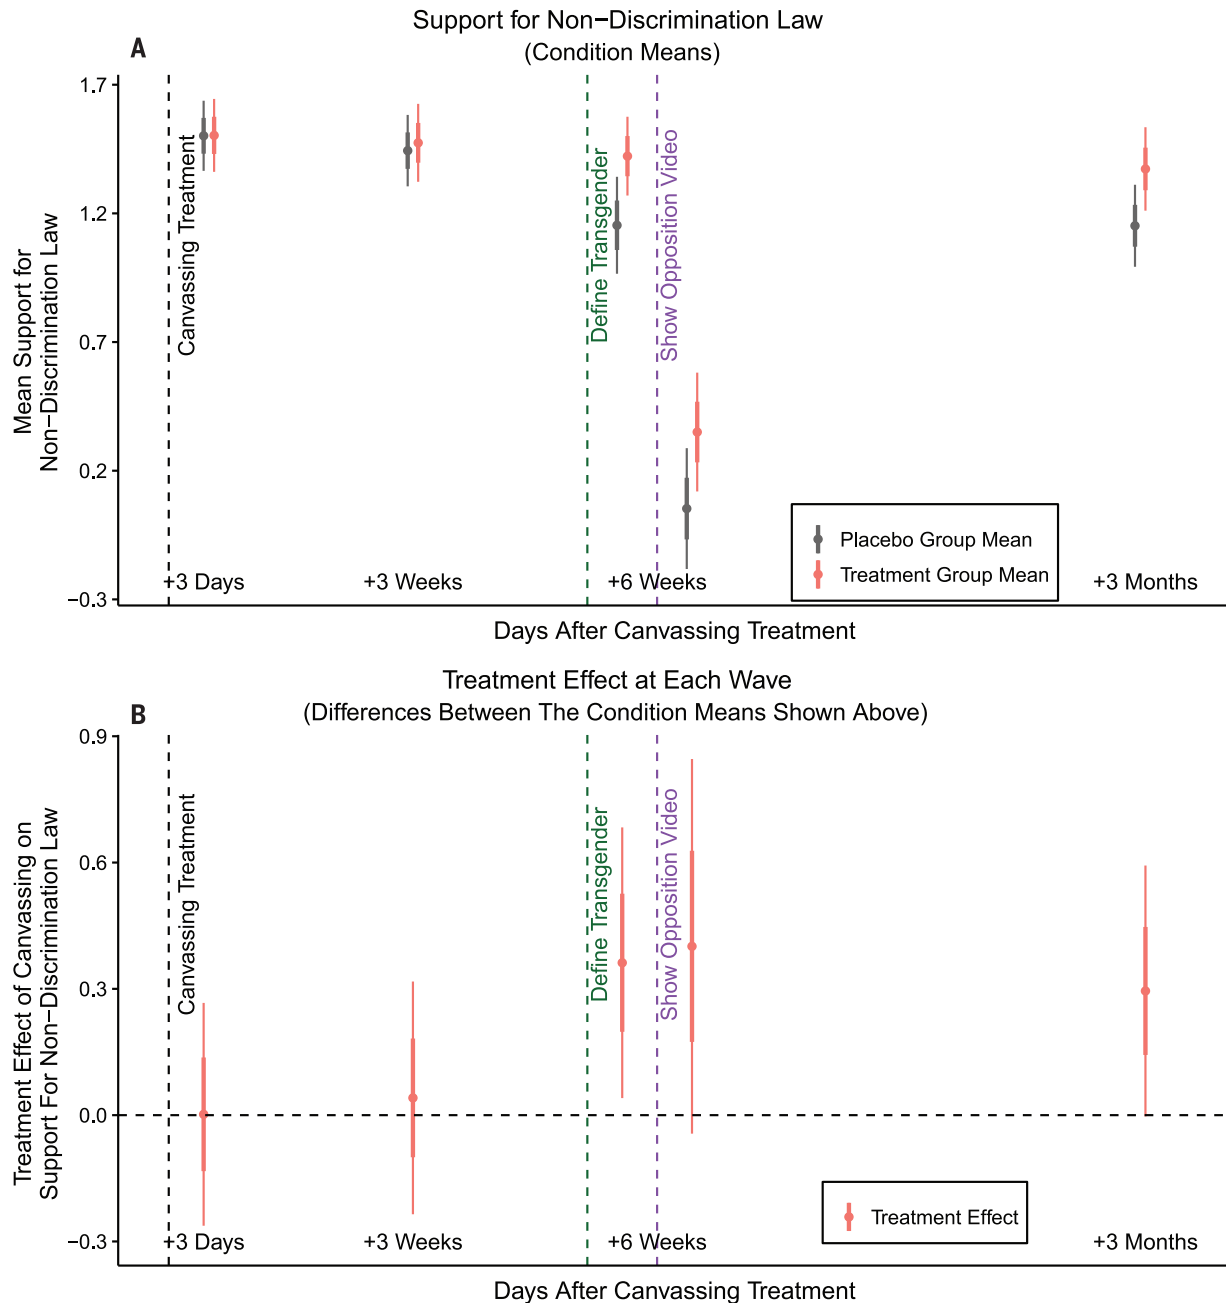 Support for Non−Discrimination Law
A
(Condition Means)
Mean Support for
Non−Discrimination Law
1.7
1.2
0.7
0.2
−0.3
Canvassing Treatment
Define Transgender
Show Opposition Video
Placebo Group Mean
Treatment Group Mean
+3 Days
+3 Weeks
+6 Weeks
+3 Months
Days After Canvassing Treatment
Treatment Effect at Each Wave
B
(Differences Between The Condition Means Shown Above)
Treatment Effect of Canvassing on
Support For Non−Discrimination Law
0.9
0.6
0.3
0.0
−0.3
Canvassing Treatment
Define Transgender
Show Opposition Video
Treatment Effect
+3 Days
+3 Weeks
+6 Weeks
+3 Months
Days After Canvassing Treatment